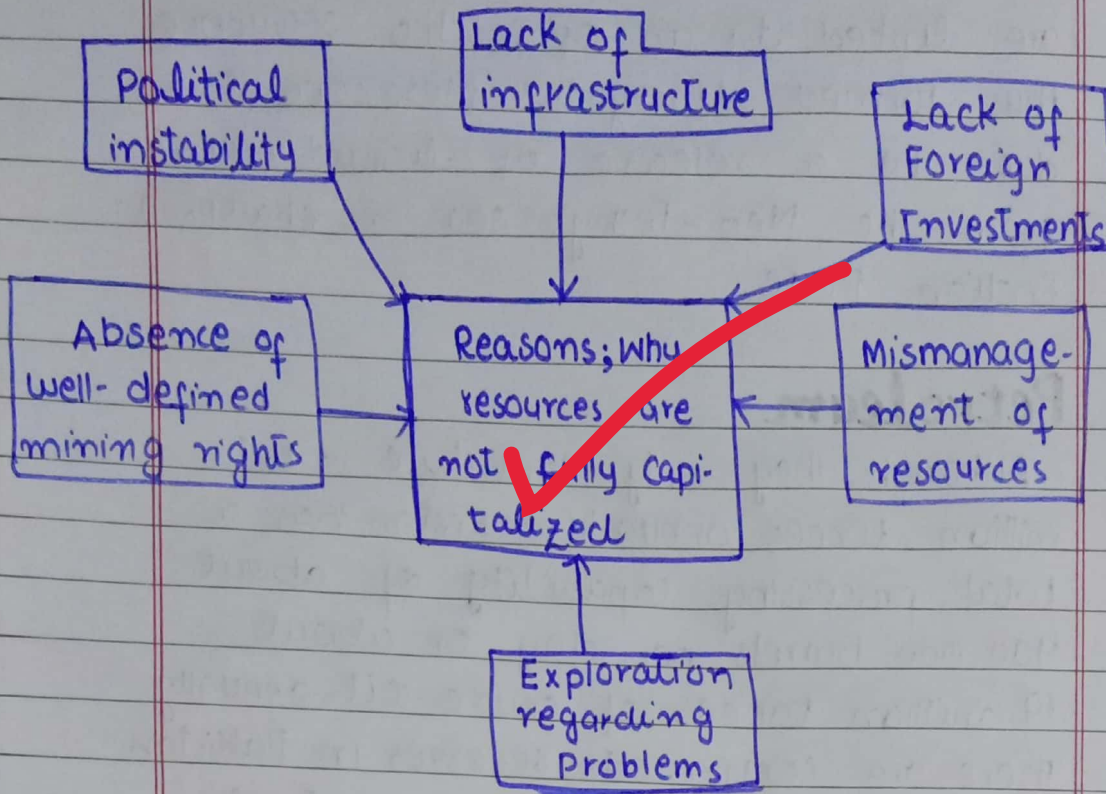 Political
instability
Lack of
infrastructure
Lack of
Foreign
Investments
Absence of
well-defined
mining rights
Reasons; why
resources are
not fully capi-
talized
Mismanage-
ment of
resources
Exploration
regarding
Problems